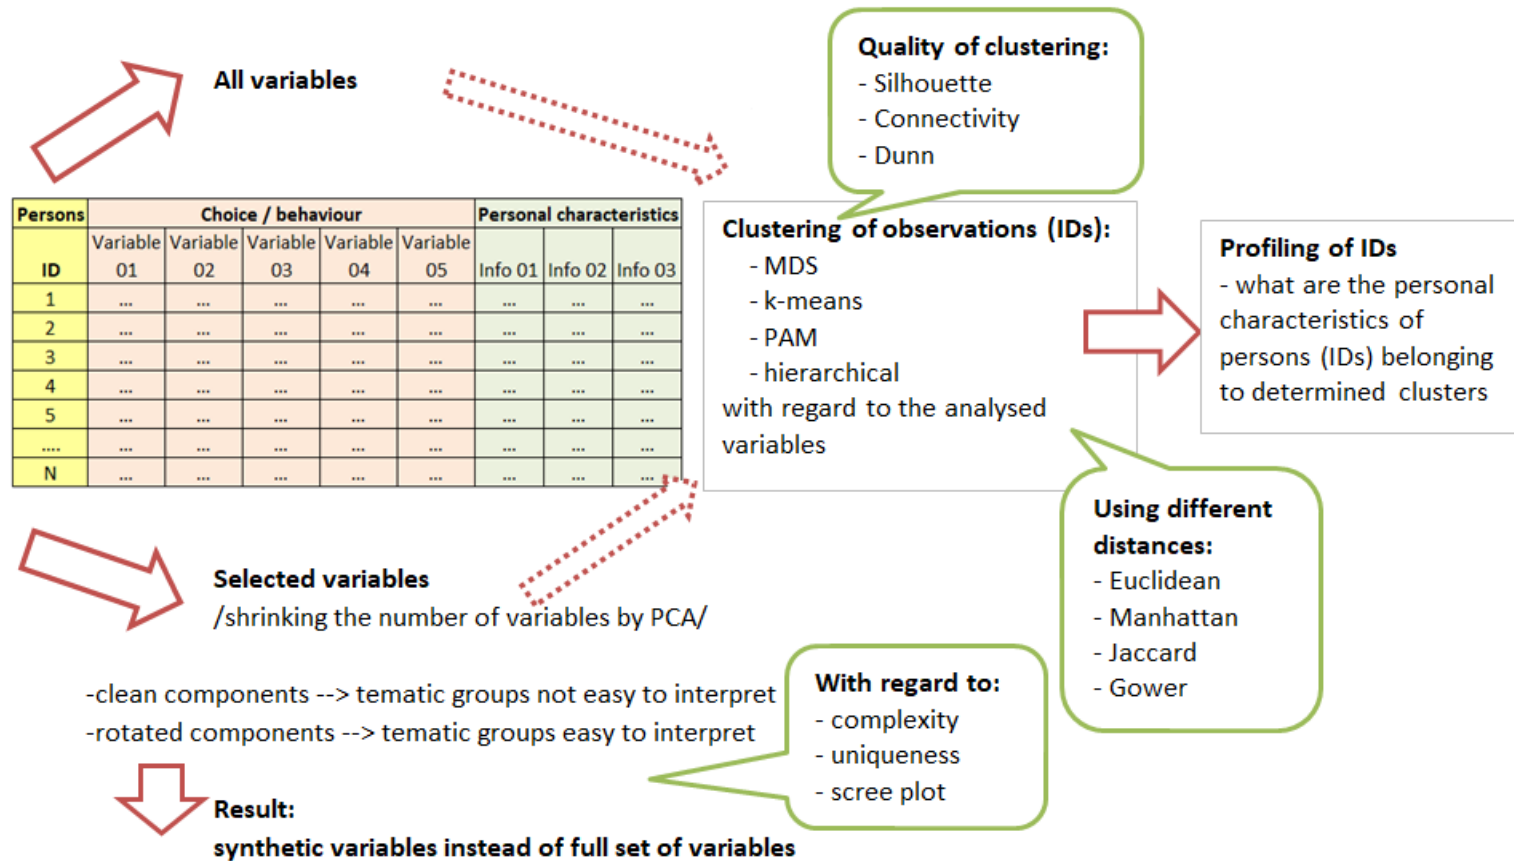 All variables
Quality of clustering:
- Silhouette
- Connectivity
- Dunn
Persons Choice / behaviour Personal characteristics
ID Variable 01 Variable 02 Variable 03 Variable 04 Variable 05 Info 01 Info 02 Info 03
1 ... ... ... ... ... ... ... ...
2 ... ... ... ... ... ... ... ...
3 ... ... ... ... ... ... ... ...
4 ... ... ... ... ... ... ... ...
5 ... ... ... ... ... ... ... ...
.... ... ... ... ... ... ... ... ...
N ... ... ... ... ... ... ... ...
Clustering of observations (IDs):
- MDS
- k-means
- PAM
- hierarchical
with regard to the analysed
variables
Profiling of IDs
- what are the personal
characteristics of
persons (IDs) belonging
to determined clusters
Using different
distances:
- Euclidean
- Manhattan
- Jaccard
- Gower
Selected variables
/shrinking the number of variables by PCA/
-clean components --> tematic groups not easy to interpret
-rotated components --> tematic groups easy to interpret
With regard to:
- complexity
- uniqueness
- scree plot
Result:
synthetic variables instead of full set of variables